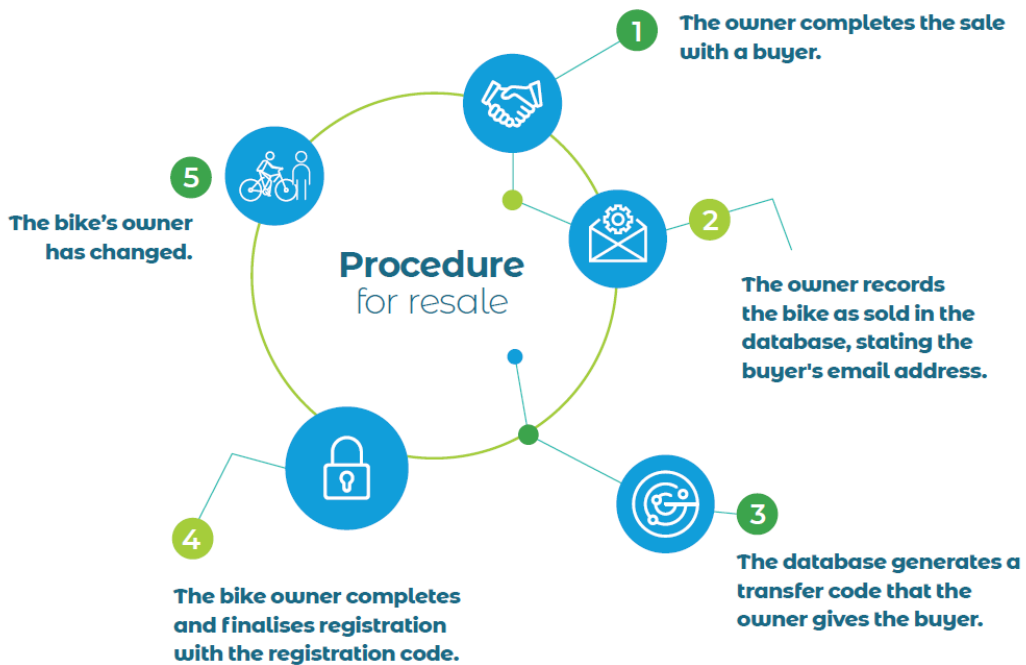 Procedure
for resale
1
The owner completes the sale
with a buyer.
2
The owner records
the bike as sold in the
database, stating the
buyer's email address.
3
The database generates a
transfer code that the
owner gives the buyer.
4
The bike owner completes
and finalises registration
with the registration code.
5
The bike’s owner
has changed.